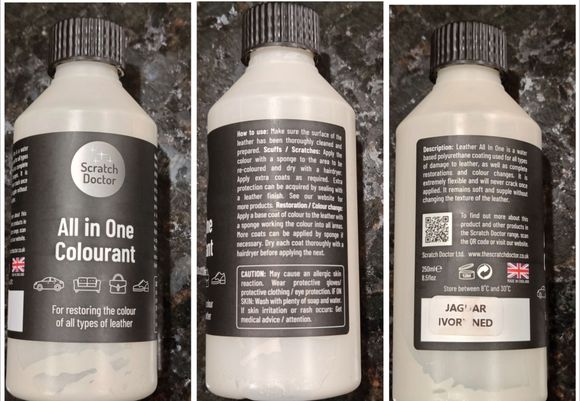 Scratch
Doctor
All in One
Colourant
For restoring the colour
of all types of leather
How to use: Make sure the surface of the
leather has been thoroughly cleaned and
prepared. Scuffs / Scratches: Apply the
colour with a sponge to the area to be
re-coloured and dry with a hairdryer.
Apply extra coats as required. Extra
protection can be acquired by sealing with
a leather finish. See our website for
more products. Restoration / Colour change:
Apply a base coat of colour to the leather with
a sponge working the colour into all areas.
More coats can be applied by sponge if
necessary. Dry each coat thoroughly with a
hairdryer before applying the next.
CAUTION: May cause an allergic skin
reaction. Wear protective gloves/
protective clothing / eye protection. IF ON
SKIN: Wash with plenty of soap and water.
If skin irritation or rash occurs: Get
medical advice / attention.
Description: Leather All In One is a water
based polyurethane coating used for all types
of damage to leather, as well as complete
restorations and colour changes. It is
extremely flexible and will never crack once
applied. It remains soft and supple without
changing the texture of the leather.
To find out more about this
product and other products in
the Scratch Doctor range, scan
the QR code or visit our website.
Scratch Doctor Ltd. www.thescratchdoctor.co.uk
250ml e
8.5floz
Store between 8°C and 30°C
JAGUAR
IVORY NED